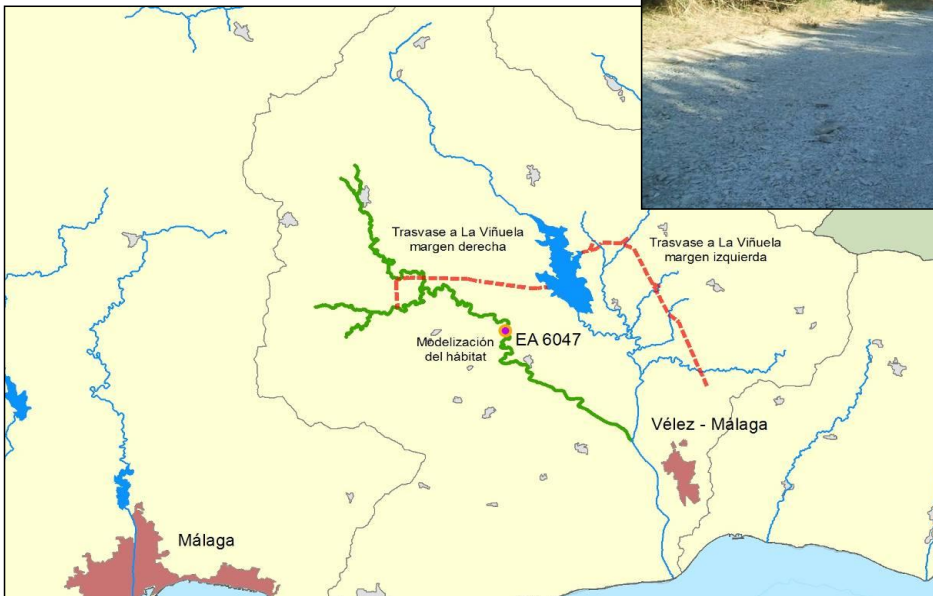 Trasvase a La Viñuela
margen derecha
Trasvase a La Viñuela
margen izquierda
Modelización
del hábitat
EA 6047
Vélez - Málaga
Málaga